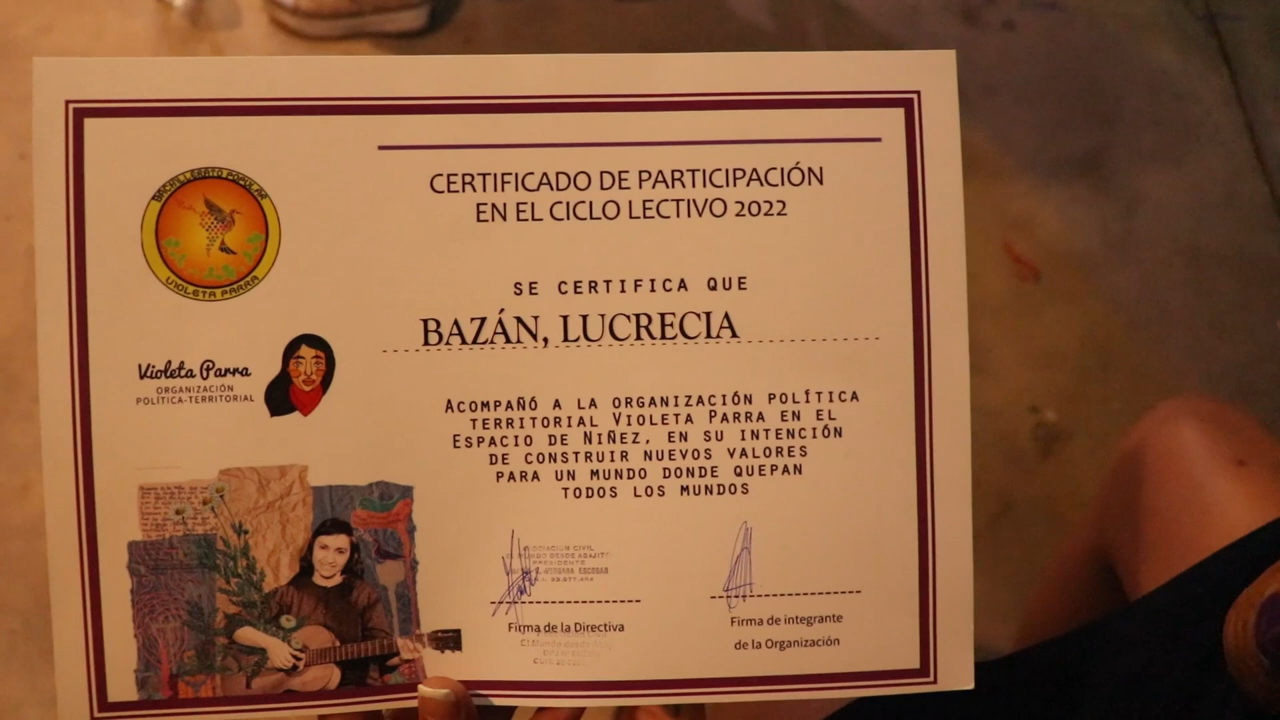 CERTIFICADO DE PARTICIPACIÓN
EN EL CICLO LECTIVO 2022
BACHILLERATO POPULAR
VIOLETA PARRA
SE CERTIFICA QUE
BAZÁN, LUCRECIA
Violeta Parra
ORGANIZACIÓN
POLÍTICA-TERRITORIAL
ACOMPAÑÓ A LA ORGANIZACIÓN POLÍTICA
TERRITORIAL VIOLETA PARRA EN EL
ESPACIO DE NIÑEZ, EN SU INTENCIÓN
DE CONSTRUIR NUEVOS VALORES
PARA UN MUNDO DONDE QUEPAN
TODOS LOS MUNDOS
PRESIDENTE
ESCOBAR
Firma de la Directiva
Firma de integrante
de la Organización